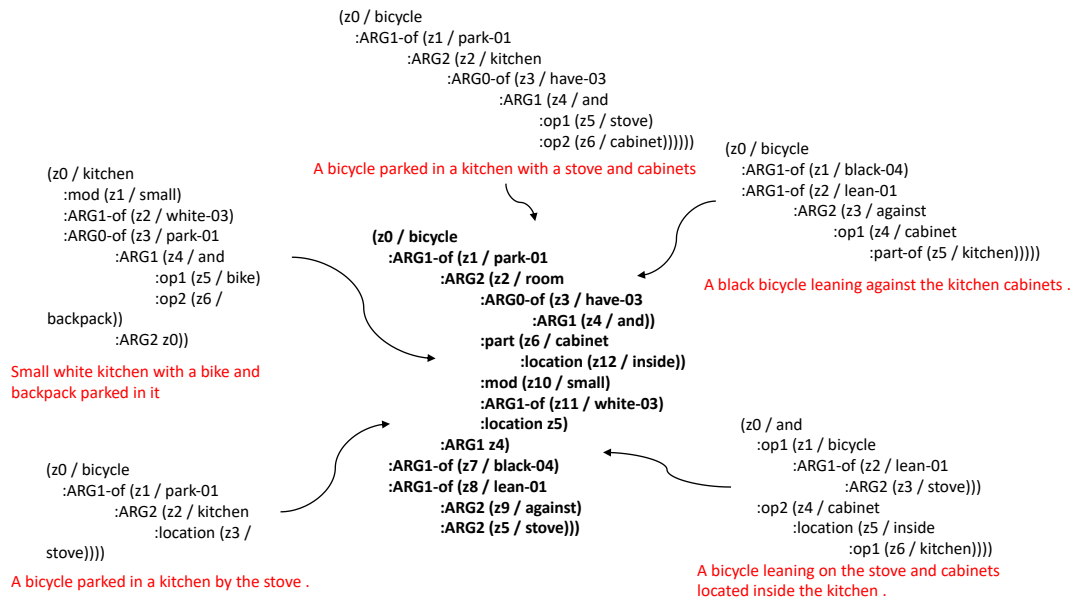 (z0 / bicycle
:ARG1-of (z1 / park-01
:ARG2 (z2 / kitchen
:ARG0-of (z3 / have-03
:ARG1 (z4 / and
:op1 (z5 / stove)
:op2 (z6 / cabinet))))))
A bicycle parked in a kitchen with a stove and cabinets
(z0 / kitchen
:mod (z1 / small)
:ARG1-of (z2 / white-03)
:ARG0-of (z3 / park-01
:ARG1 (z4 / and
:op1 (z5 / bike)
:op2 (z6 /
backpack))
:ARG2 z0))
Small white kitchen with a bike and
backpack parked in it
(z0 / bicycle
:ARG1-of (z1 / black-04)
:ARG1-of (z2 / lean-01
:ARG2 (z3 / against
:op1 (z4 / cabinet
:part-of (z5 / kitchen)))))
A black bicycle leaning against the kitchen cabinets .
(z0 / bicycle
:ARG1-of (z1 / park-01
:ARG2 (z2 / room
:ARG0-of (z3 / have-03
:ARG1 (z4 / and))
:part (z6 / cabinet
:location (z12 / inside))
:mod (z10 / small)
:ARG1-of (z11 / white-03)
:location z5)
:ARG1 z4)
:ARG1-of (z7 / black-04)
:ARG1-of (z8 / lean-01
:ARG2 (z9 / against)
:ARG2 (z5 / stove)))
(z0 / bicycle
:ARG1-of (z1 / park-01
:ARG2 (z2 / kitchen
:location (z3 /
stove))))
A bicycle parked in a kitchen by the stove .
(z0 / and
:op1 (z1 / bicycle
:ARG1-of (z2 / lean-01
:ARG2 (z3 / stove)))
:op2 (z4 / cabinet
:location (z5 / inside
:op1 (z6 / kitchen))))
A bicycle leaning on the stove and cabinets
located inside the kitchen .